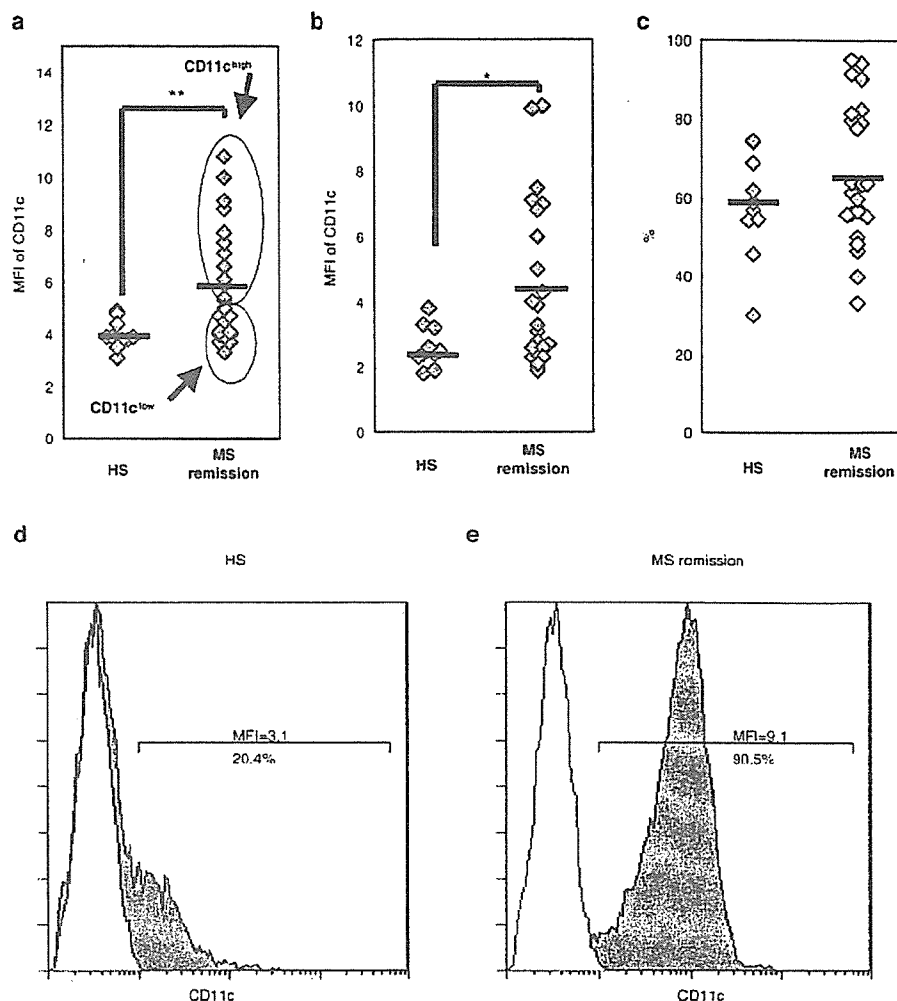 a
b
c
14
12
10
8
6
4
2
0
MFI of CD11c
**
CD11chigh
CD11clow
HS
MS
remission
12
10
8
6
4
2
0
MFI of CD11c
*
HS
MS
remission
100
80
60
40
20
0
%
HS
MS
remission
d
HS
MFI=3.1
20.4%
CD11c
e
MS remission
MFI=9.1
90.5%
CD11c